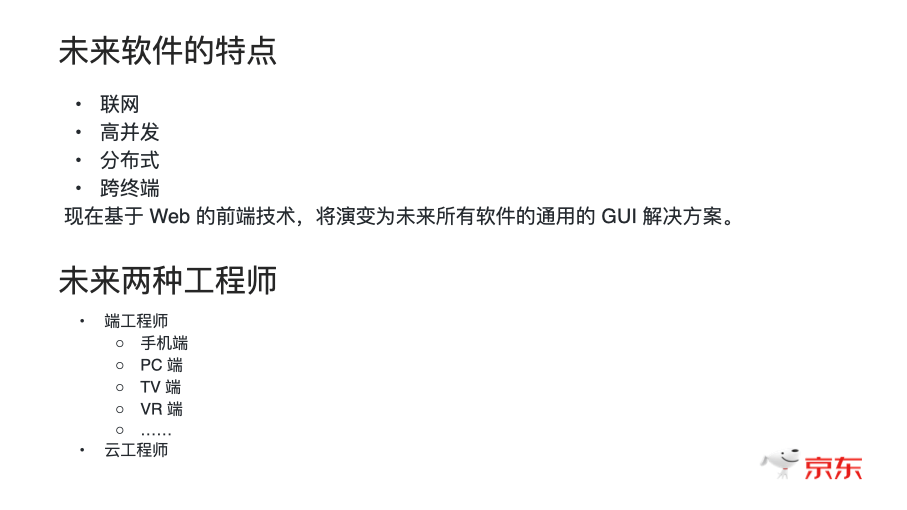 未来软件的特点
• 联网
• 高并发
• 分布式
• 跨终端
现在基于 Web 的前端技术，将演变为未来所有软件的通用的 GUI 解决方案。
未来两种工程师
• 端工程师
○ 手机端
○ PC 端
○ TV 端
○ VR 端
○ ……
• 云工程师
京东